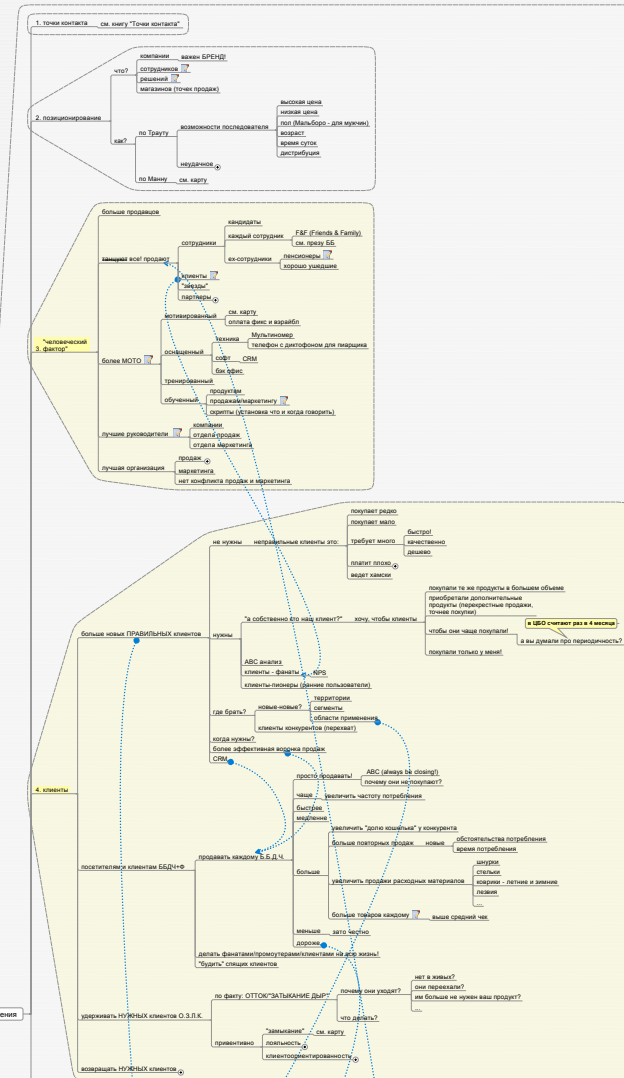 1. точки контакта
см. книгу "Точки контакта"
2. позиционирование
что?
компании
важен БРЕНД!
сотрудников
решений
магазинов (точек продаж)
как?
по Трауту
возможности последователя
высокая цена
низкая цена
пол (Мальборо - для мужчин)
возраст
время суток
дистрибуция
неудачное
по Манну
см. карту
"человеческий
3. фактор"
больше продавцов
танцуют все! продают
сотрудники
кандидаты
каждый сотрудник
F&F (Friends & Family)
см. презу ББ
ex-сотрудники
пенсионеры
хорошо ушедшие
клиенты
"звезды"
партнеры
более МОТО
мотивированный
см. карту
оплата фикс и вэрайбл
оснащенный
техника
Мультиномер
телефон с диктофоном для пиарщика
софт
CRM
бэк офис
тренированный
обученный
продуктам
продажам/маркетингу
скрипты (установка что и когда говорить)
лучшие руководители
компании
отдела продаж
отдела маркетинга
лучшая организация
продаж
маркетинга
нет конфликта продаж и маркетинга
4. клиенты
больше новых ПРАВИЛЬНЫХ клиентов
не нужны
неправильные клиенты это:
покупает редко
покупает мало
требует много
быстро!
качественно
дешево
платит плохо
ведет хамски
нужны
"а собственно кто наш клиент?"
хочу, чтобы клиенты
покупали те же продукты в большем объеме
приобретали дополнительные
продукты (перекрестные продажи,
точнее покупки)
чтобы они чаще покупали!
в ЦБО считают раз в 4 месяца
а вы думали про периодичность?
покупали только у меня!
ABC анализ
клиенты - фанаты
NPS
клиенты-пионеры (ранние пользователи)
где брать?
новые-новые?
территории
сегменты
области применения
клиенты конкурентов (перехват)
когда нужны?
более эффективная воронка продаж
CRM
посетителям и клиентам ББДЧ+Ф
продавать каждому Б.Б.Д.Ч.
просто продавать!
ABC (always be closing!)
почему они не покупают?
чаще
увеличить частоту потребления
быстрее
медленне
больше
увеличить "долю кошелька" у конкурента
больше повторных продаж
новые
обстоятельства потребления
время потребления
увеличить продажи расходных материалов
шнурки
стельки
коврики - летние и зимние
лезвия
...
больше товаров каждому
выше средний чек
меньше
зато честно
дороже
делать фанатами/промоутерами/клиентами на всю жизнь!
"будить" спящих клиентов
удерживать НУЖНЫХ клиентов О.З.Л.К.
по факту: ОТТОК/"ЗАТЫКАНИЕ ДЫР"
почему они уходят?
нет в живых?
они переехали?
им больше не нужен ваш продукт?
...
что делать?
превинтивно
"замыкание"
см. карту
лояльность
клиентоориентированность
возвращать НУЖНЫХ клиентов
ения